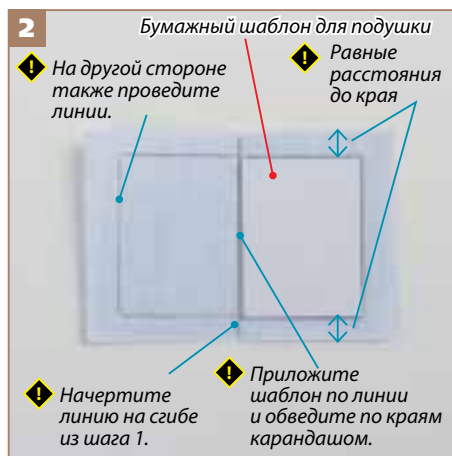 2
Бумажный шаблон для подушки
! На другой стороне
также проведите
линии.
! Равные
расстояния
до края
! Начертите
линию на сгибе
из шага 1.
! Приложите
шаблон по линии
и обведите по краям
карандашом.